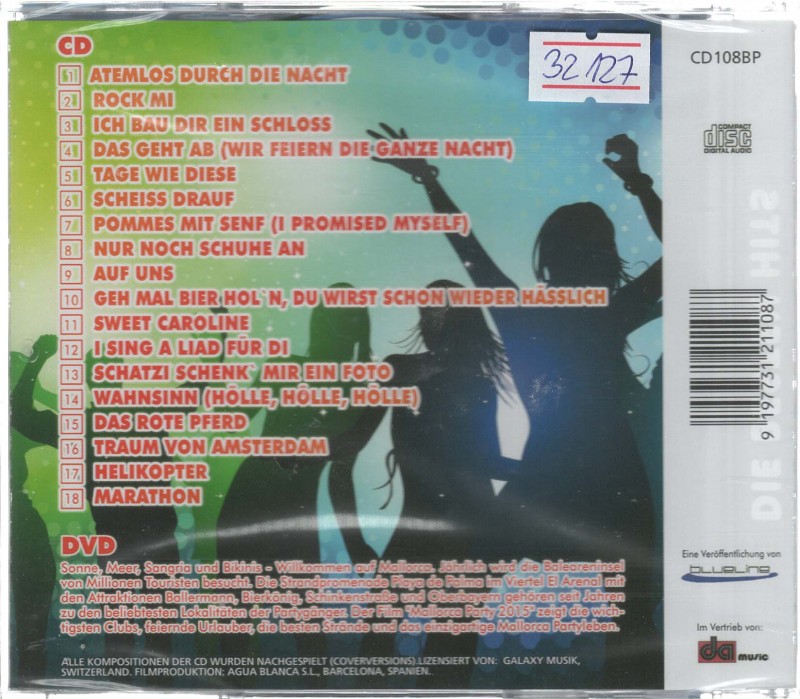 CD
32127
CD108BP
1 ATEMLOS DURCH DIE NACHT
2 ROCK MI
3 ICH BAU DIR EIN SCHLOSS
4 DAS GEHT AB (WIR FEIERN DIE GANZE NACHT)
5 TAGE WIE DIESE
6 SCHEISS DRAUF
7 POMMES MIT SENF (I PROMISED MYSELF)
8 NUR NOCH SCHUHE AN
9 AUF UNS
10 GEH MAL BIER HOL`N, DU WIRST SCHON WIEDER HÄSSLICH
11 SWEET CAROLINE
12 I SING A LIAD FÜR DI
13 SCHATZI SCHENK` MIR EIN FOTO
14 WAHNSINN (HÖLLE, HÖLLE, HÖLLE)
15 DAS ROTE PFERD
16 TRAUM VON AMSTERDAM
17 HELIKOPTER
18 MARATHON
COMPACT
disc
DIGITAL AUDIO
HITS
DIE
9 197731 211087
DVD
Sonne, Meer, Sangria und Bikinis - Willkommen auf Mallorca. Jährlich wird die Baleareninsel
von Millionen Touristen besucht. Die Strandpromenade Playa de Palma im Viertel El Arenal mit
den Attraktionen Ballermann, Bierkönig, Schinkenstraße und Oberbayern gehören seit Jahren
zu den beliebtesten Lokalitäten der Partygänger. Der Film "Mallorca Party 2015" zeigt die wich-
tigsten Clubs, feiernde Urlauber, die besten Strände und das einzigartige Mallorca Partyleben.
ALLE KOMPOSITIONEN DER CD WURDEN NACHGESPIELT (COVERVERSIONS).LIZENSIERT VON: GALAXY MUSIK,
SWITZERLAND. FILMPRODUKTION: AGUA BLANCA S.L., BARCELONA, SPANIEN..
Eine Veröffentlichung von
blueline
Im Vertrieb von:
da music